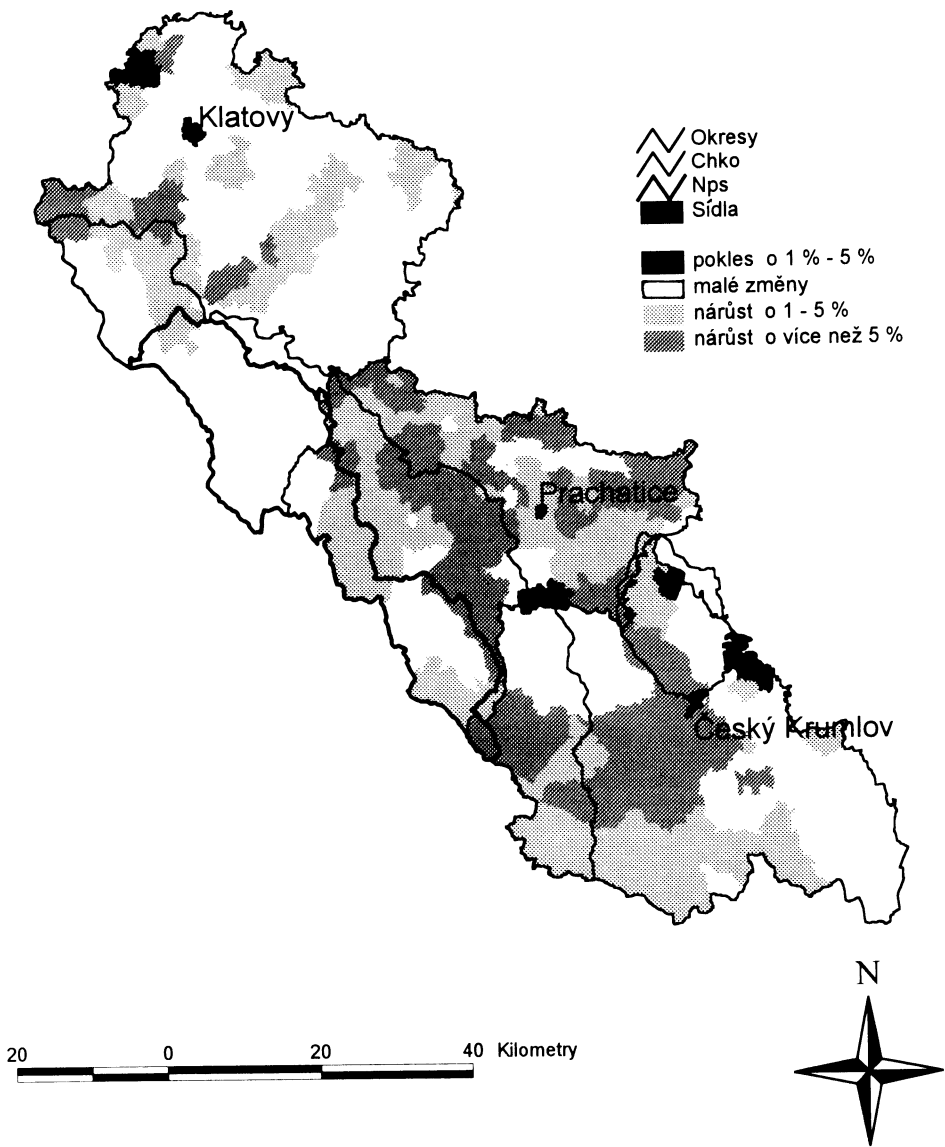 Klatovy
Okresy
Chko
Nps
Sídla
pokles o 1 % - 5 %
malé změny
nárůst o 1 - 5 %
nárůst o více než 5 %
Prachatice
Český Krumlov
N
20 0 20 40 Kilometry